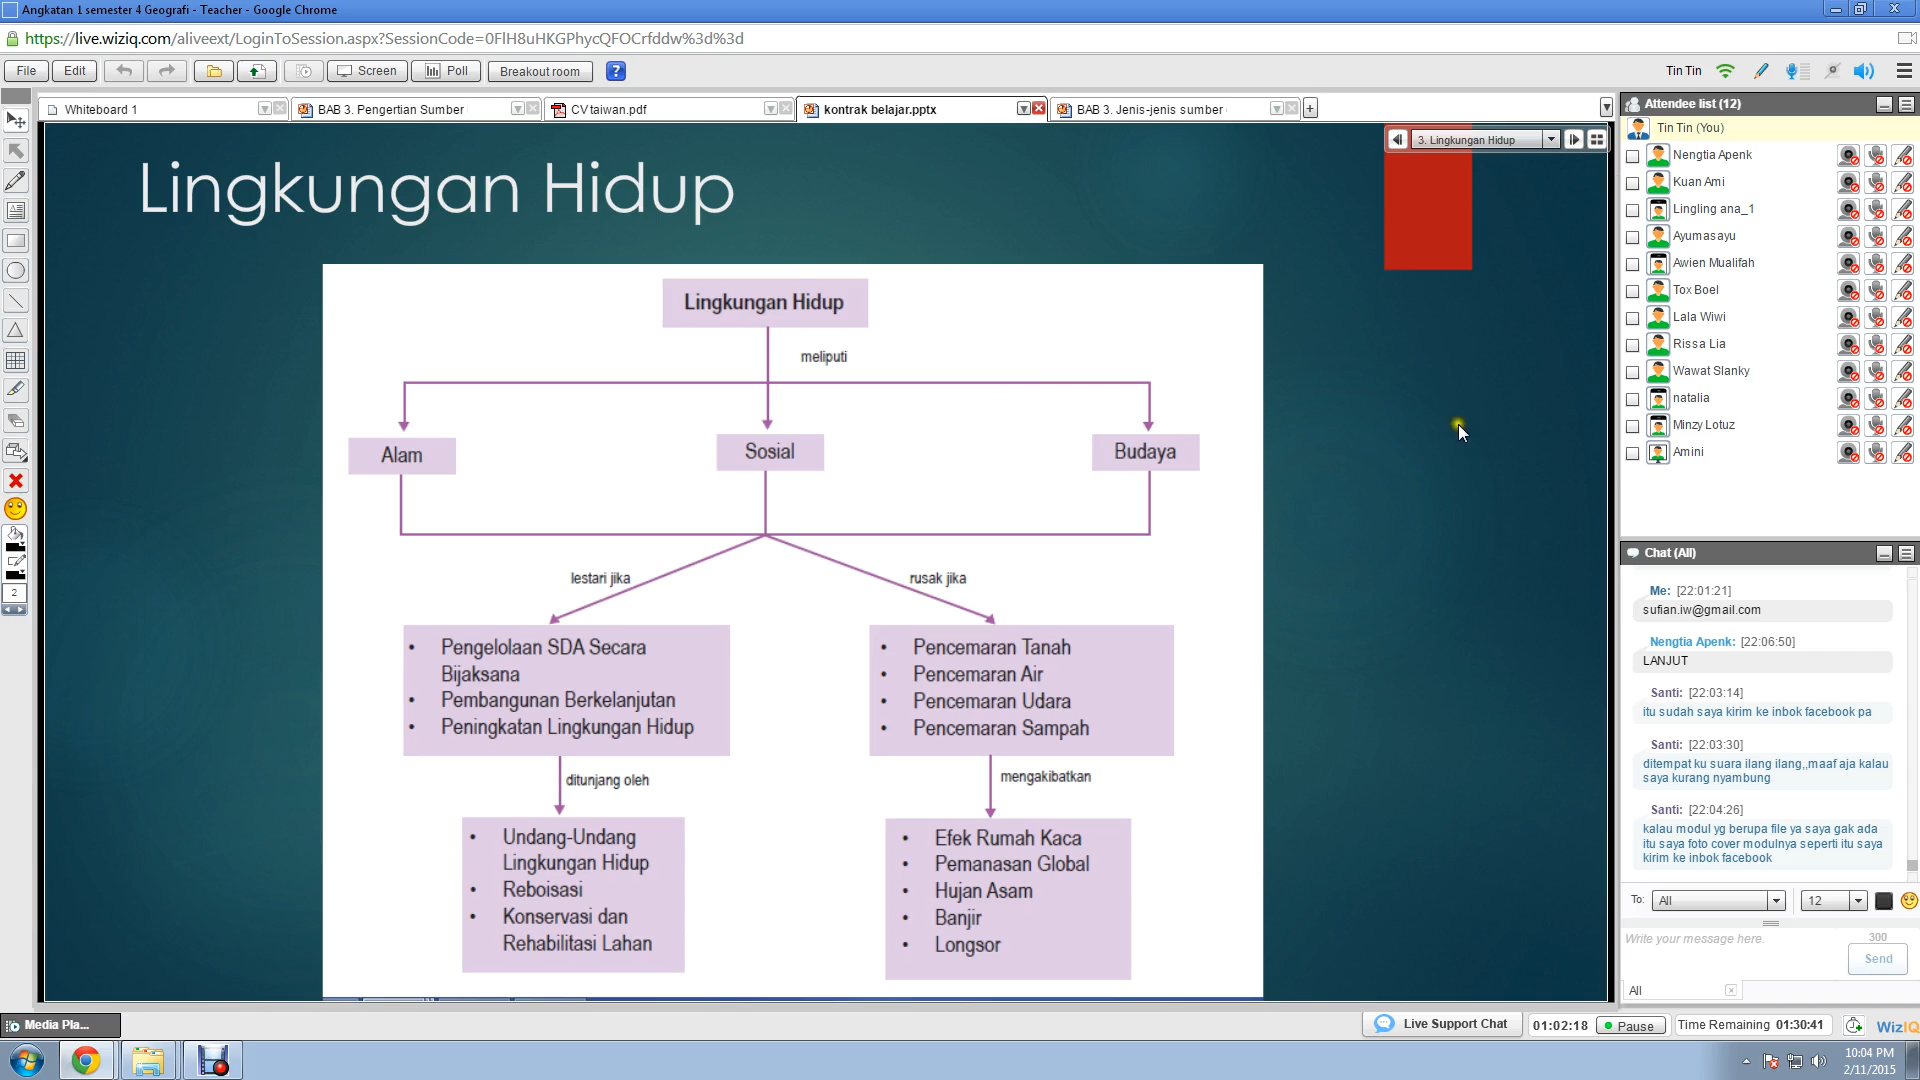 Angkatan 1 semester 4 Geografi - Teacher - Google Chrome
https://live.wiziq.com/aliveext/LoginToSession.aspx?SessionCode=0FlH8uHKGPhycQFOCrfddw%3d%3d
File
Edit
Screen
Poll
Breakout room
?
Tin Tin
Whiteboard 1
BAB 3. Pengertian Sumber
CV taiwan.pdf
kontrak belajar.pptx
BAB 3. Jenis-jenis sumber
+
3. Lingkungan Hidup
Lingkungan Hidup
Lingkungan Hidup
meliputi
Alam
Sosial
Budaya
lestari jika
rusak jika
• Pengelolaan SDA Secara
Bijaksana
• Pembangunan Berkelanjutan
• Peningkatan Lingkungan Hidup
• Pencemaran Tanah
• Pencemaran Air
• Pencemaran Udara
• Pencemaran Sampah
ditunjang oleh
mengakibatkan
• Undang-Undang
Lingkungan Hidup
• Reboisasi
• Konservasi dan
Rehabilitasi Lahan
• Efek Rumah Kaca
• Pemanasan Global
• Hujan Asam
• Banjir
• Longsor
2
Attendee list (12)
Tin Tin (You)
Nengtia Apenk
Kuan Ami
Lingling ana_1
Ayumasayu
Awien Mualifah
Tox Boel
Lala Wiwi
Rissa Lia
Wawat Slanky
natalia
Minzy Lotuz
Amini
Chat (All)
Me: [22:01:21]
sufian.iw@gmail.com
Nengtia Apenk: [22:06:50]
LANJUT
Santi: [22:03:14]
itu sudah saya kirim ke inbok facebook pa
Santi: [22:03:30]
ditempat ku suara ilang ilang,,maaf aja kalau
saya kurang nyambung
Santi: [22:04:26]
kalau modul yg berupa file ya saya gak ada
itu saya foto cover modulnya seperti itu saya
kirim ke inbok facebook
To: All 12
Write your message here.
300
Send
All
Media Pla...
Live Support Chat
01:02:18 Pause
Time Remaining 01:30:41
WizIQ
10:04 PM
2/11/2015